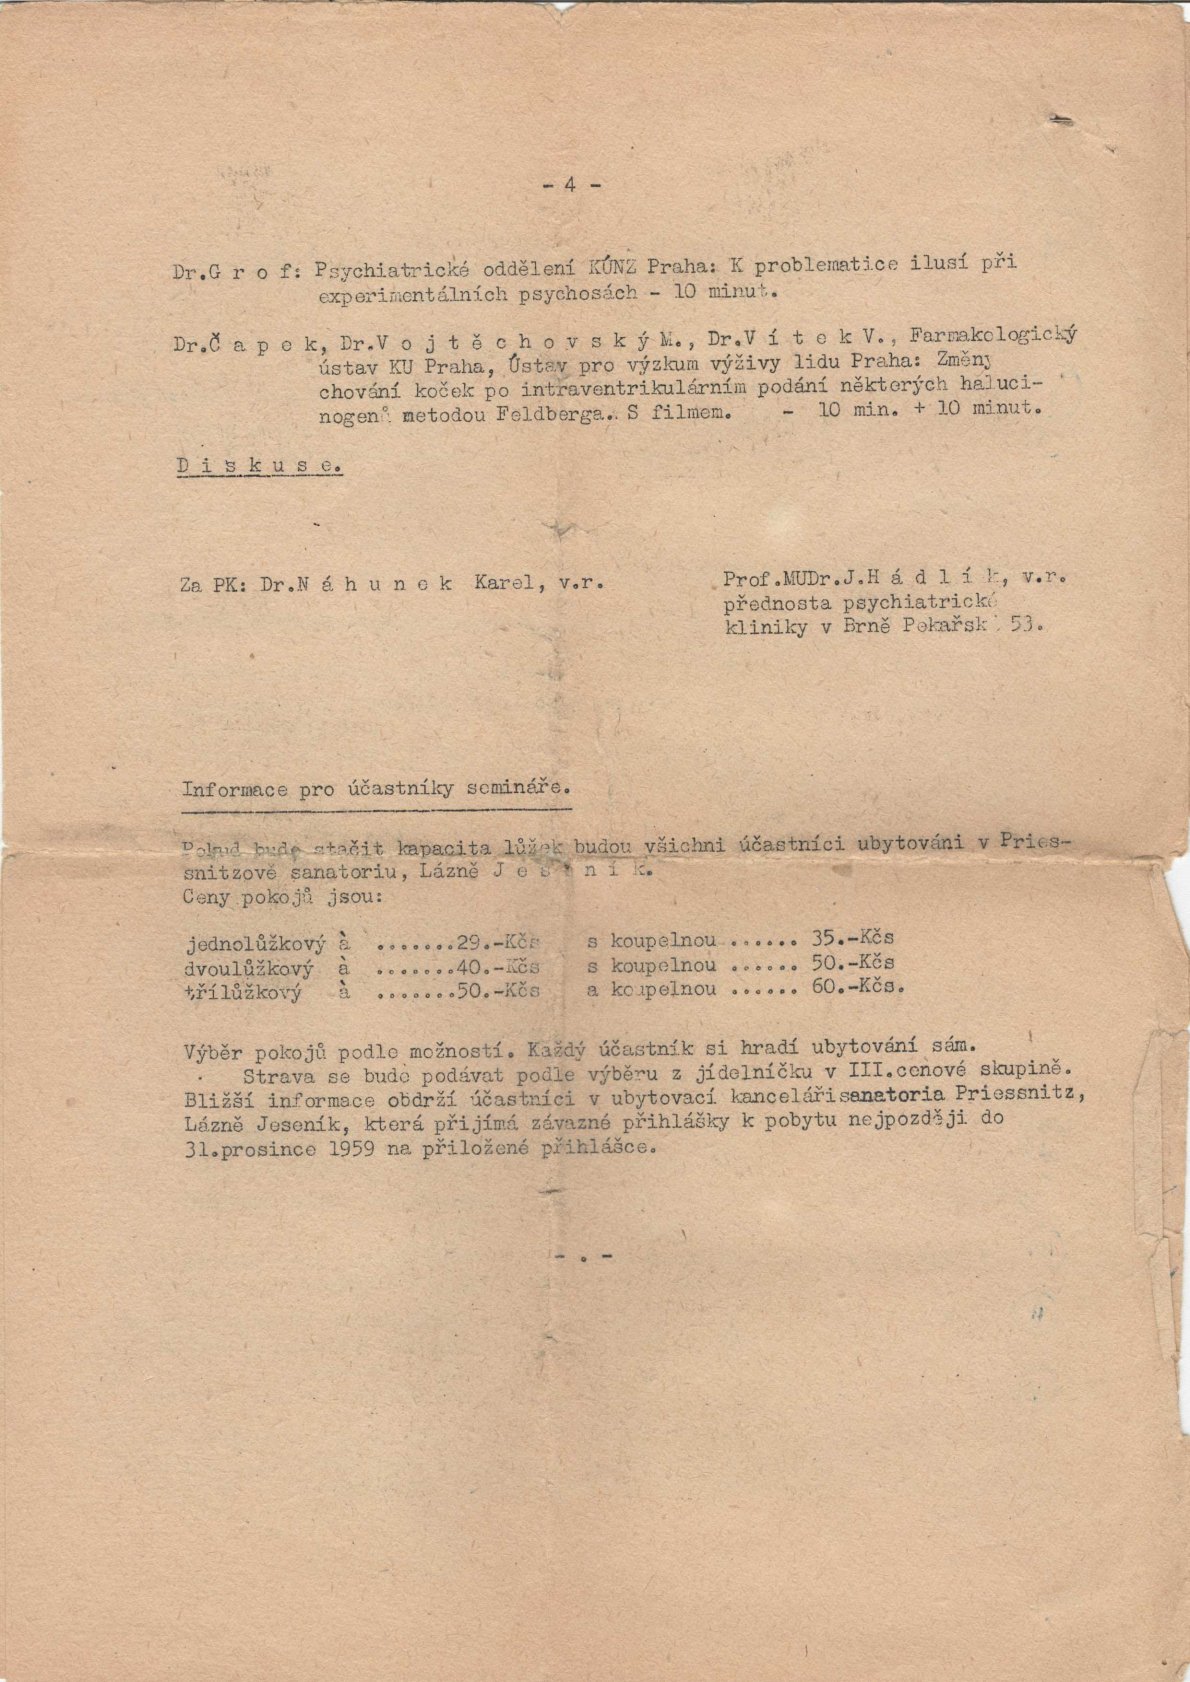 - 4 -
Dr.G r o f: Psychiatrické oddělení KÚNZ Praha: K problematice ilusí při
experimentálních psychosách - 10 minut.
Dr.Č a p e k, Dr.V o j t ě c h o v s k ý M., Dr.V í t e k V., Farmakologický
ústav KU Praha, Ústav pro výzkum výživy lidu Praha: Změny
chování koček po intraventrikulárním podání některých haluci-
nogenů metodou Feldberga.. S filmem. - 10 min. + 10 minut.
D i s k u s e.
Za PK: Dr.N á h u n e k Karel, v.r.
Prof.MUDr.J.H á d l í k, v.r.
přednosta psychiatrické
kliniky v Brně Pekařsk 53.
Informace pro účastníky semináře.
Pokud bude stačit kapacita lůžek budou všichni účastníci ubytováni v Pries-
snitzově sanatoriu, Lázně J e s e n í k.
Ceny pokojů jsou:
jednolůžkový à .......29.-Kčs s koupelnou ...... 35.-Kčs
dvoulůžkový à .......40.-Kčs s koupelnou ...... 50.-Kčs
třílůžkový à .......50.-Kčs a koupelnou ...... 60.-Kčs.
Výběr pokojů podle možností. Každý účastník si hradí ubytování sám.
Strava se bude podávat podle výběru z jídelníčku v III.cenové skupině.
Bližší informace obdrží účastníci v ubytovací kancelářisanatoria Priessnitz,
Lázně Jeseník, která přijímá závazné přihlášky k pobytu nejpozději do
31.prosince 1959 na přiložené přihlášce.
- . -